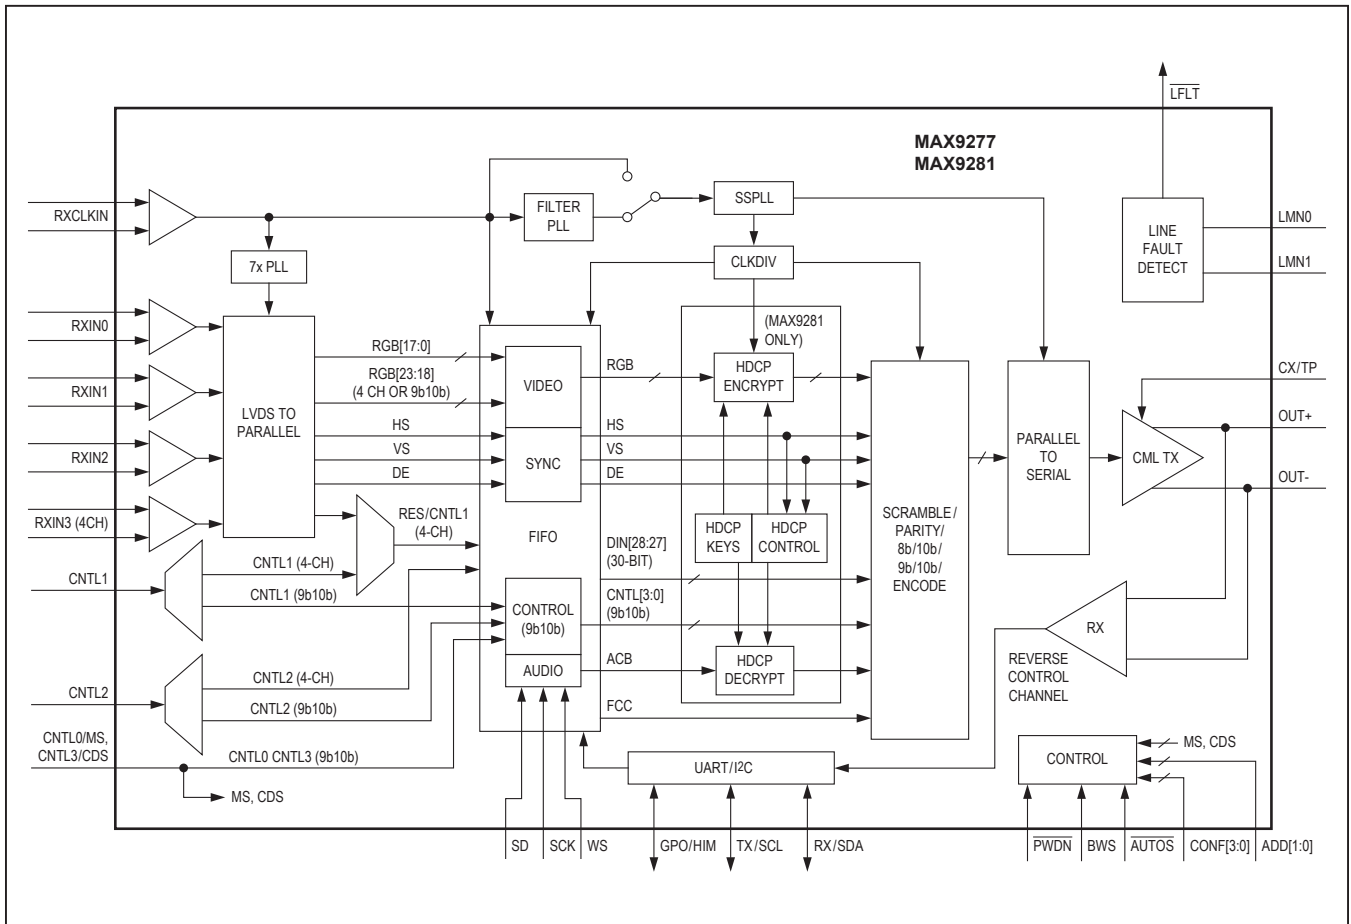 LFLT
MAX9277
MAX9281
RXCLKIN
FILTER
PLL
SSPLL
LINE
FAULT
DETECT
LMN0
LMN1
7x PLL
CLKDIV
RXIN0
RXIN1
RXIN2
RXIN3 (4CH)
LVDS TO
PARALLEL
RGB[17:0]
RGB[23:18]
(4 CH OR 9b10b)
HS
VS
DE
VIDEO
SYNC
FIFO
RGB
HS
VS
DE
(MAX9281
ONLY)
HDCP
ENCRYPT
HDCP
KEYS
HDCP
CONTROL
HDCP
DECRYPT
SCRAMBLE/
PARITY/
8b/10b/
9b/10b/
ENCODE
PARALLEL
TO
SERIAL
CML TX
CX/TP
OUT+
OUT-
RES/CNTL1
(4-CH)
DIN[28:27]
(30-BIT)
CNTL[3:0]
(9b10b)
CNTL1
CNTL1 (4-CH)
CNTL1 (9b10b)
CONTROL
(9b10b)
AUDIO
ACB
FCC
RX
REVERSE
CONTROL
CHANNEL
CNTL2
CNTL2 (4-CH)
CNTL2 (9b10b)
CNTL0/MS,
CNTL3/CDS
CNTL0 CNTL3 (9b10b)
MS, CDS
UART/I2C
CONTROL
MS, CDS
SD
SCK
WS
GPO/HIM
TX/SCL
RX/SDA
PWDN
BWS
AUTOS
CONF[3:0]
ADD[1:0]